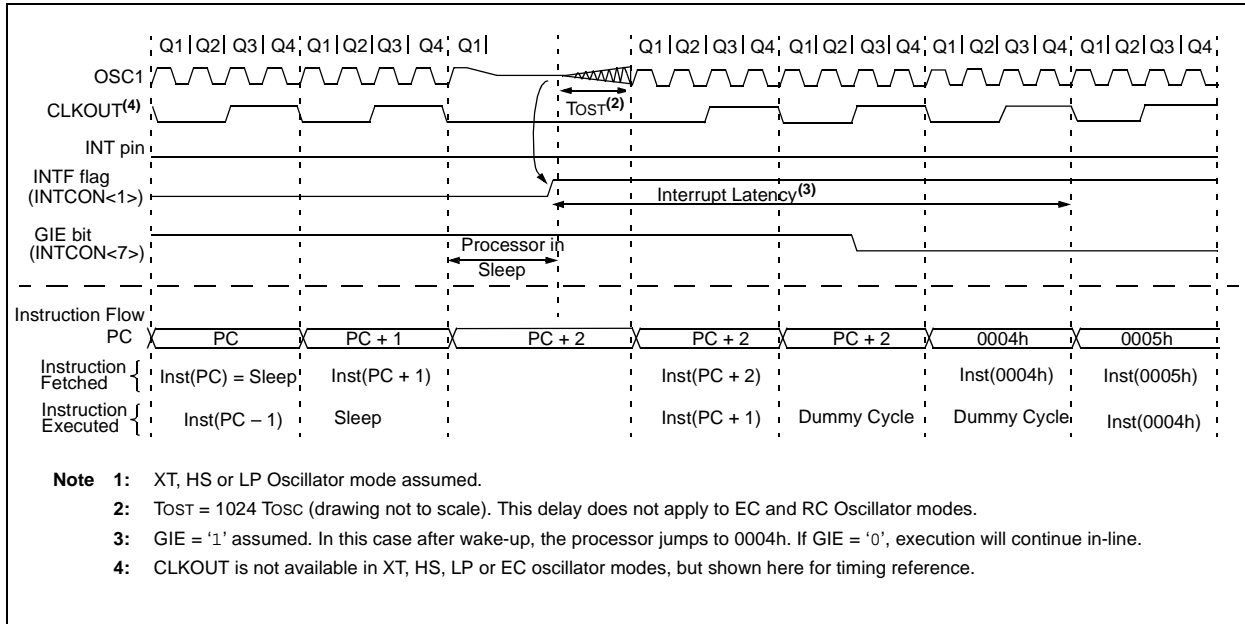 Q1 Q2 Q3 Q4 Q1 Q2 Q3 Q4 Q1 Q1 Q2 Q3 Q4 Q1 Q2 Q3 Q4 Q1 Q2 Q3 Q4 Q1 Q2 Q3 Q4
OSC1
CLKOUT(4)
TOST(2)
INT pin
INTF flag
(INTCON<1>)
Interrupt Latency(3)
GIE bit
(INTCON<7>)
Processor in
Sleep
Instruction Flow
PC PC PC + 1 PC + 2 PC + 2 PC + 2 0004h 0005h
Instruction
Fetched
Inst(PC) = Sleep Inst(PC + 1) Inst(PC + 2) Inst(0004h) Inst(0005h)
Instruction
Executed
Inst(PC – 1) Sleep Inst(PC + 1) Dummy Cycle Dummy Cycle Inst(0004h)
Note 1: XT, HS or LP Oscillator mode assumed.
2: TOST = 1024 TOSC (drawing not to scale). This delay does not apply to EC and RC Oscillator modes.
3: GIE = ‘1’ assumed. In this case after wake-up, the processor jumps to 0004h. If GIE = ‘0’, execution will continue in-line.
4: CLKOUT is not available in XT, HS, LP or EC oscillator modes, but shown here for timing reference.